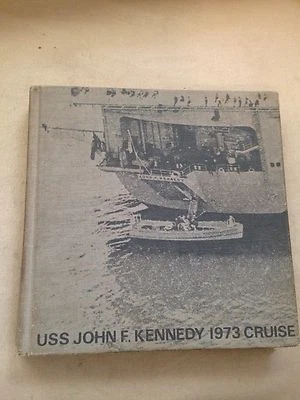 USS JOHN F. KENNEDY 1973 CRUISE